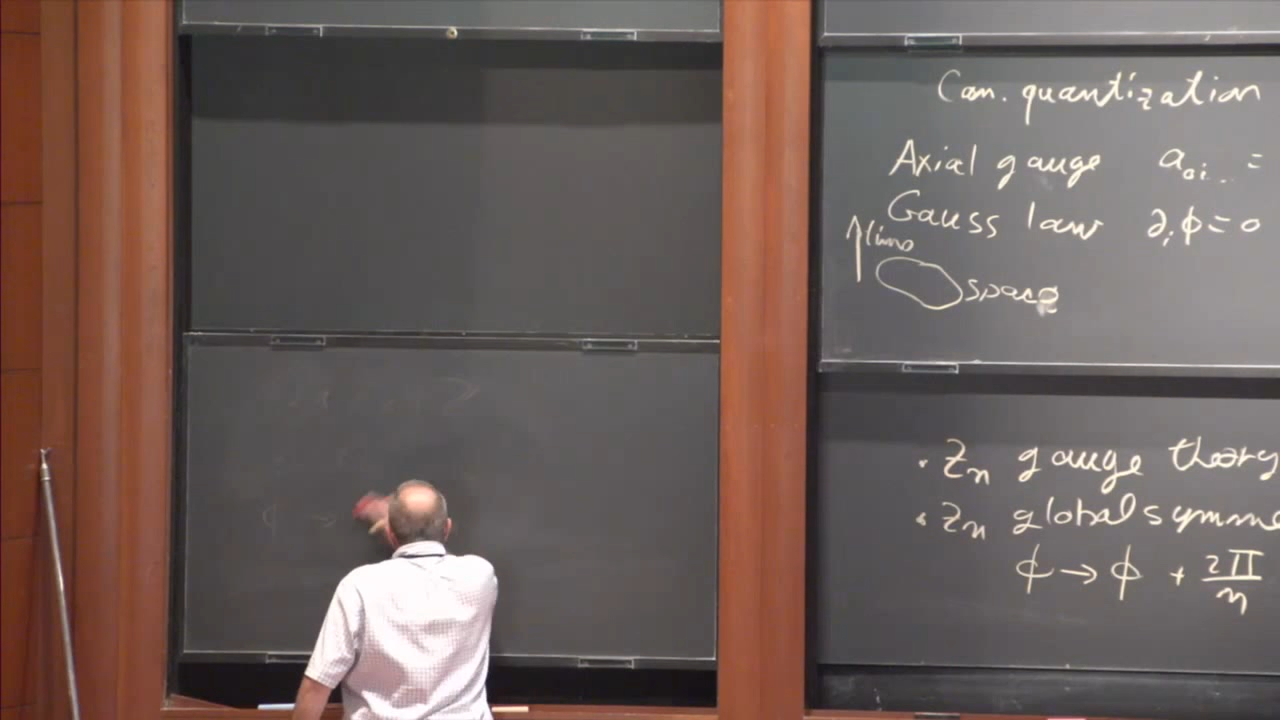 Can. quantization
Axial gauge a₀ᵢ.. =
Gauss law ∂ᵢϕ = 0
time
space
· Zₙ gauge theory
· Zₙ global symme
ϕ → ϕ + 2π/n